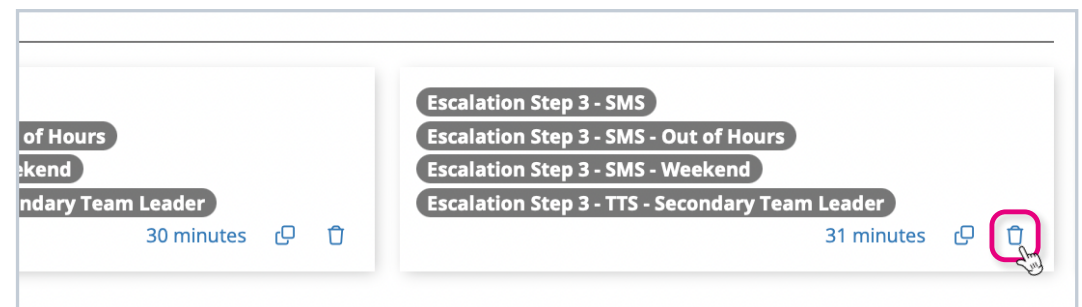 of Hours
ekend
ndary Team Leader
30 minutes
Escalation Step 3 - SMS
Escalation Step 3 - SMS - Out of Hours
Escalation Step 3 - SMS - Weekend
Escalation Step 3 - TTS - Secondary Team Leader
31 minutes